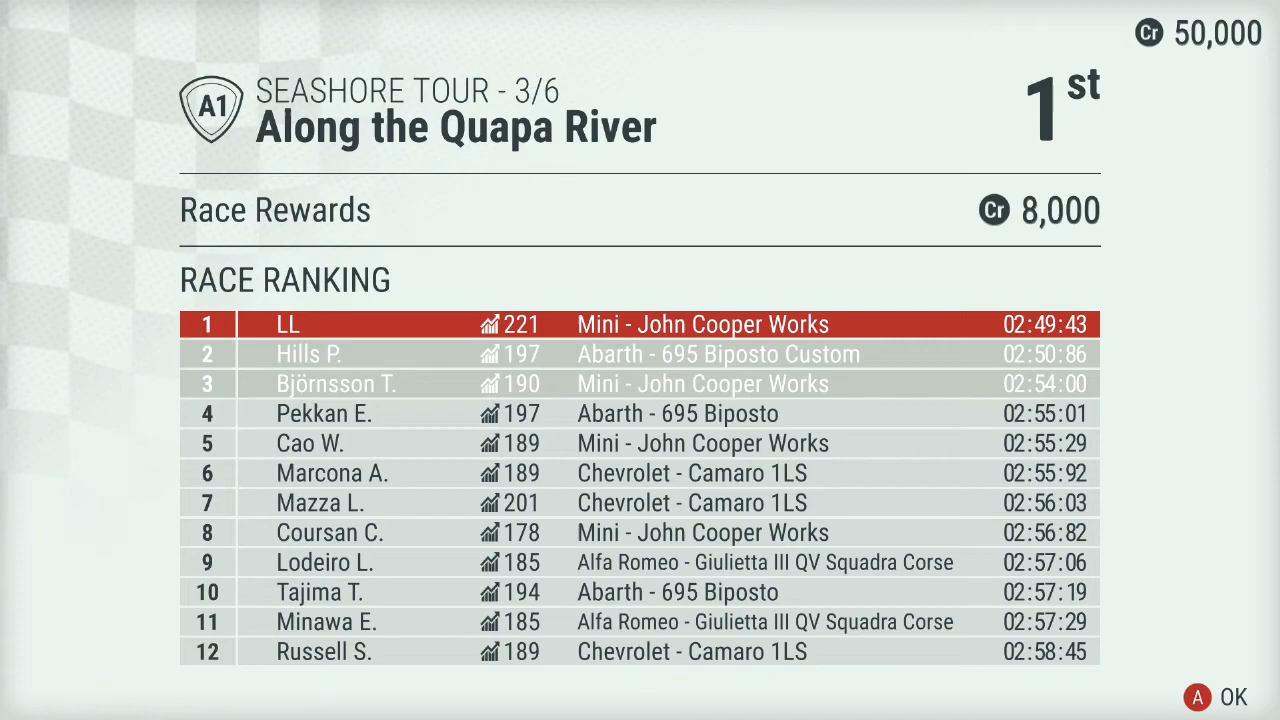 Cr 50,000
A1
SEASHORE TOUR - 3/6
Along the Quapa River
1st
Race Rewards
Cr 8,000
RACE RANKING
1 LL 221 Mini - John Cooper Works 02:49:43
2 Hills P. 197 Abarth - 695 Biposto Custom 02:50:86
3 Björnsson T. 190 Mini - John Cooper Works 02:54:00
4 Pekkan E. 197 Abarth - 695 Biposto 02:55:01
5 Cao W. 189 Mini - John Cooper Works 02:55:29
6 Marcona A. 189 Chevrolet - Camaro 1LS 02:55:92
7 Mazza L. 201 Chevrolet - Camaro 1LS 02:56:03
8 Coursan C. 178 Mini - John Cooper Works 02:56:82
9 Lodeiro L. 185 Alfa Romeo - Giulietta III QV Squadra Corse 02:57:06
10 Tajima T. 194 Abarth - 695 Biposto 02:57:19
11 Minawa E. 185 Alfa Romeo - Giulietta III QV Squadra Corse 02:57:29
12 Russell S. 189 Chevrolet - Camaro 1LS 02:58:45
A OK